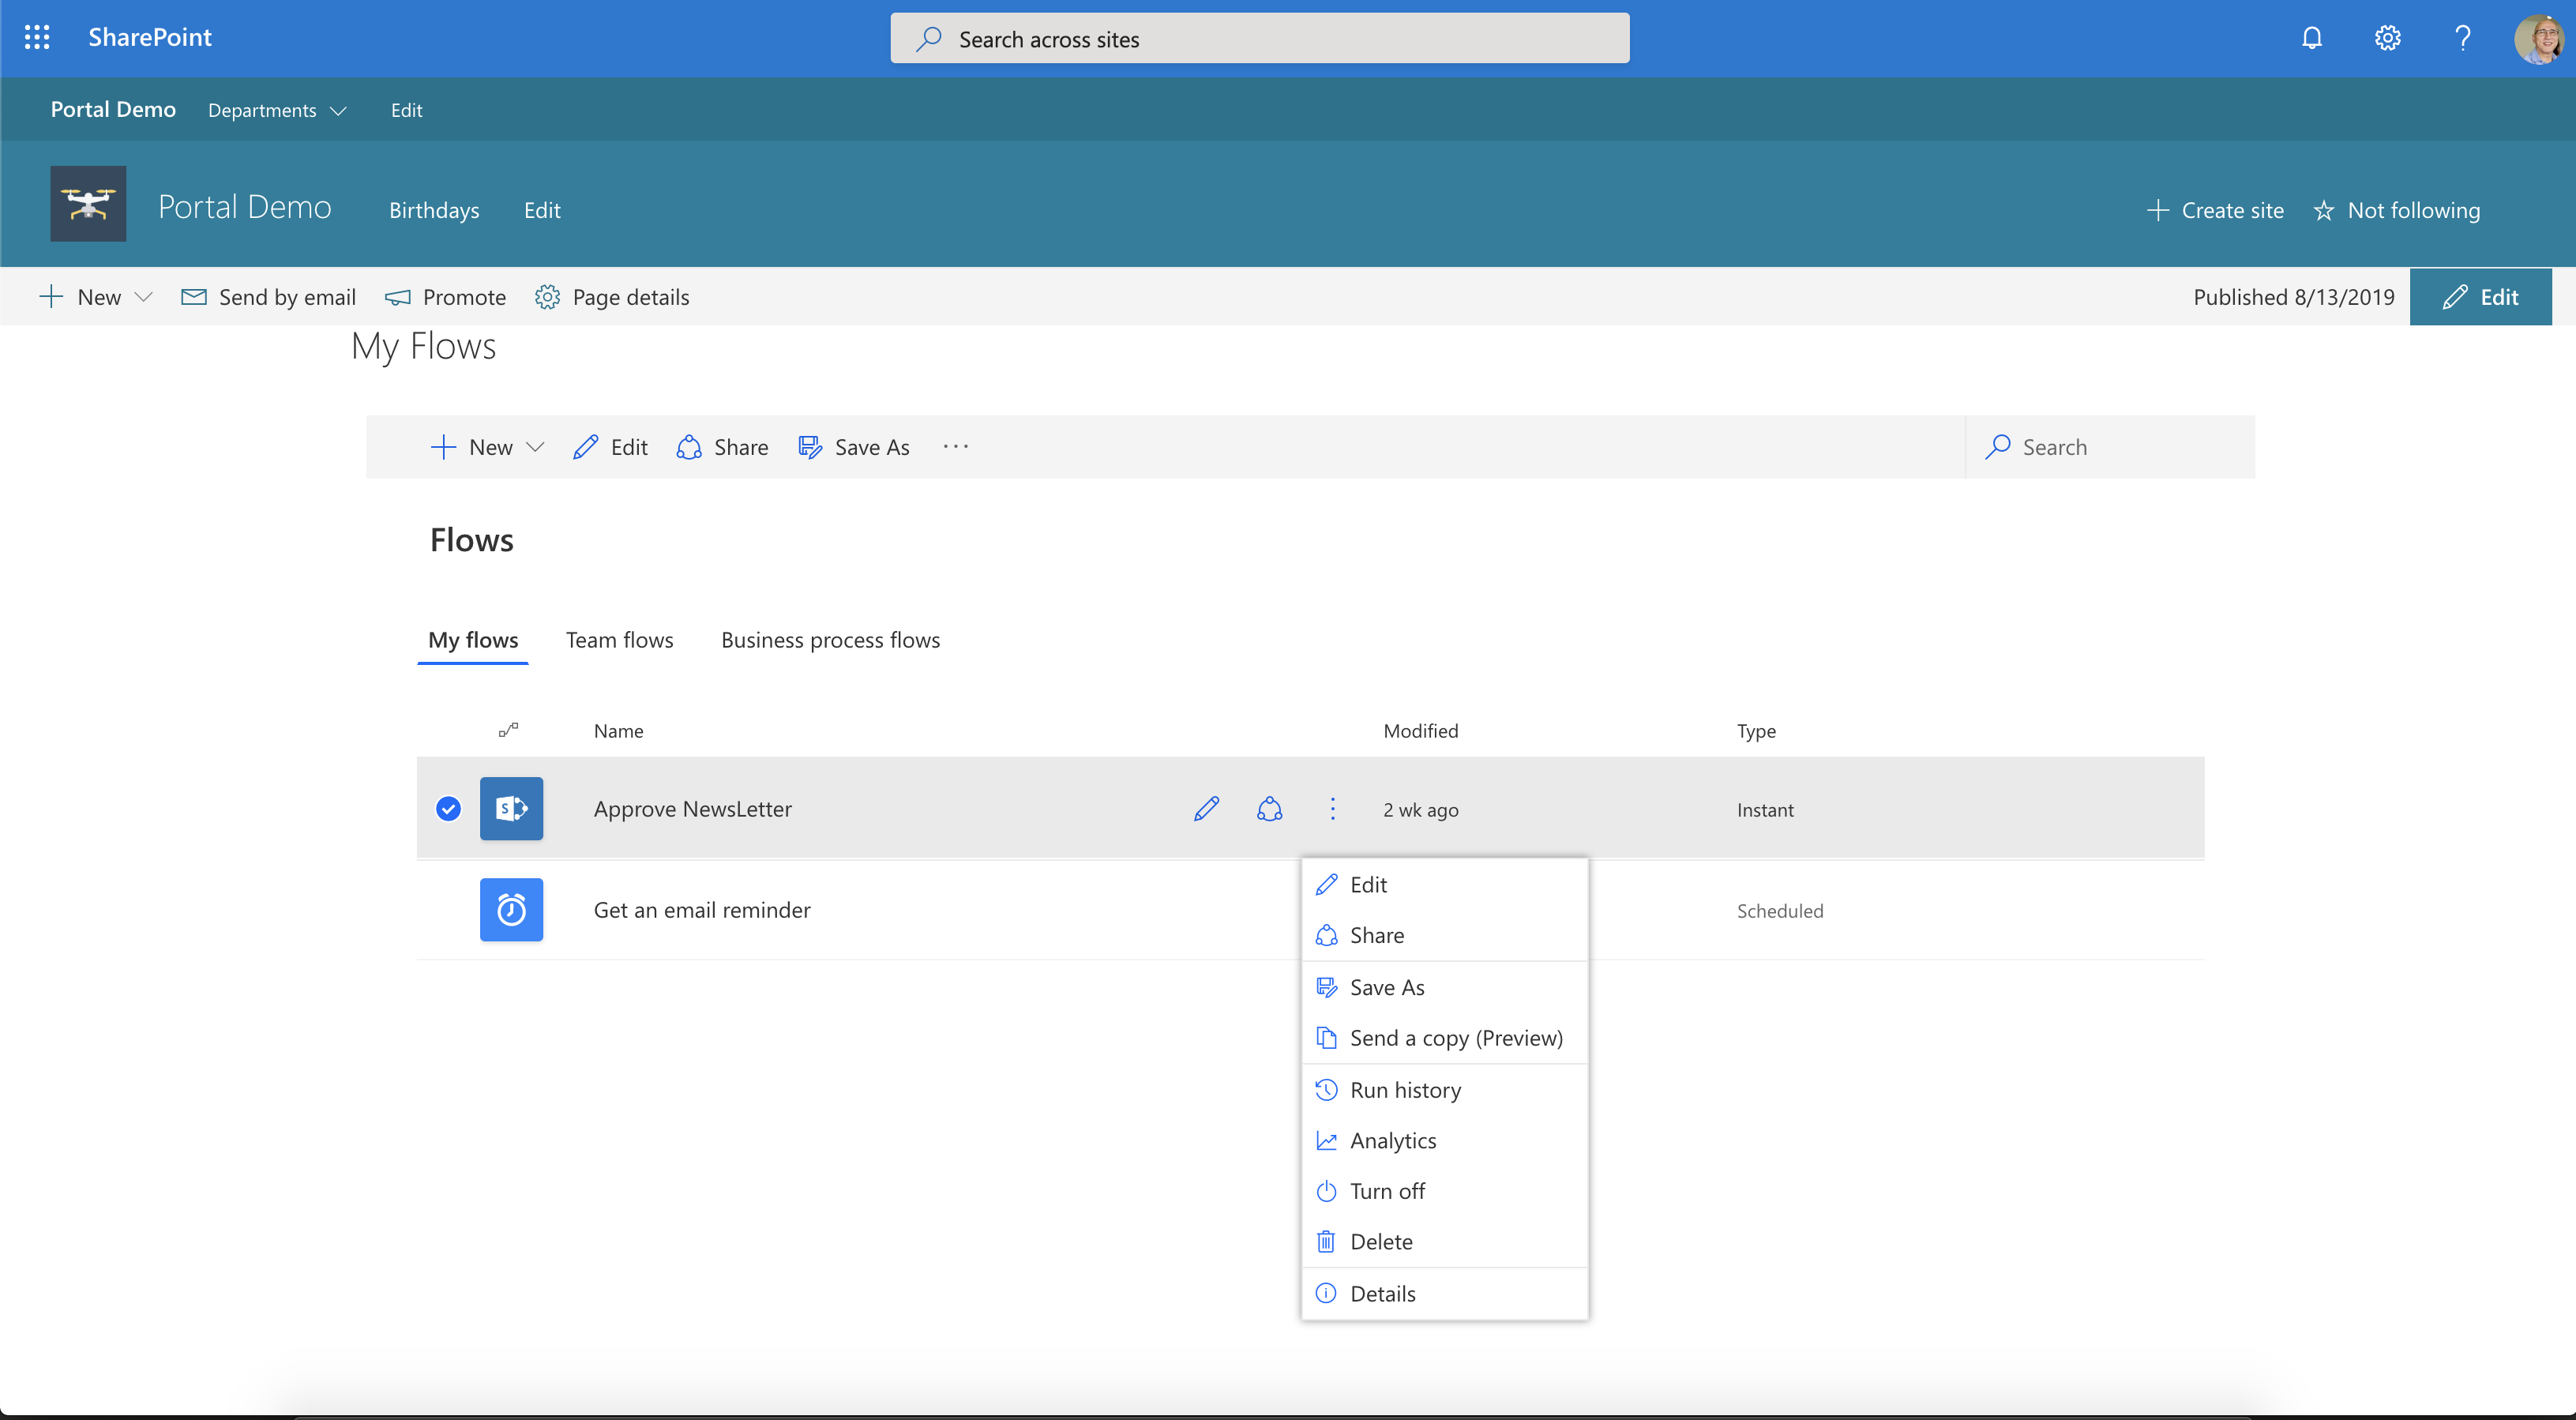 SharePoint
Search across sites
Portal Demo Departments Edit
Portal Demo Birthdays Edit
Create site Not following
New Send by email Promote Page details
Published 8/13/2019 Edit
My Flows
New Edit Share Save As ...
Search
Flows
My flows Team flows Business process flows
Name Modified Type
S Approve NewsLetter 2 wk ago Instant
Get an email reminder Scheduled
Edit
Share
Save As
Send a copy (Preview)
Run history
Analytics
Turn off
Delete
Details